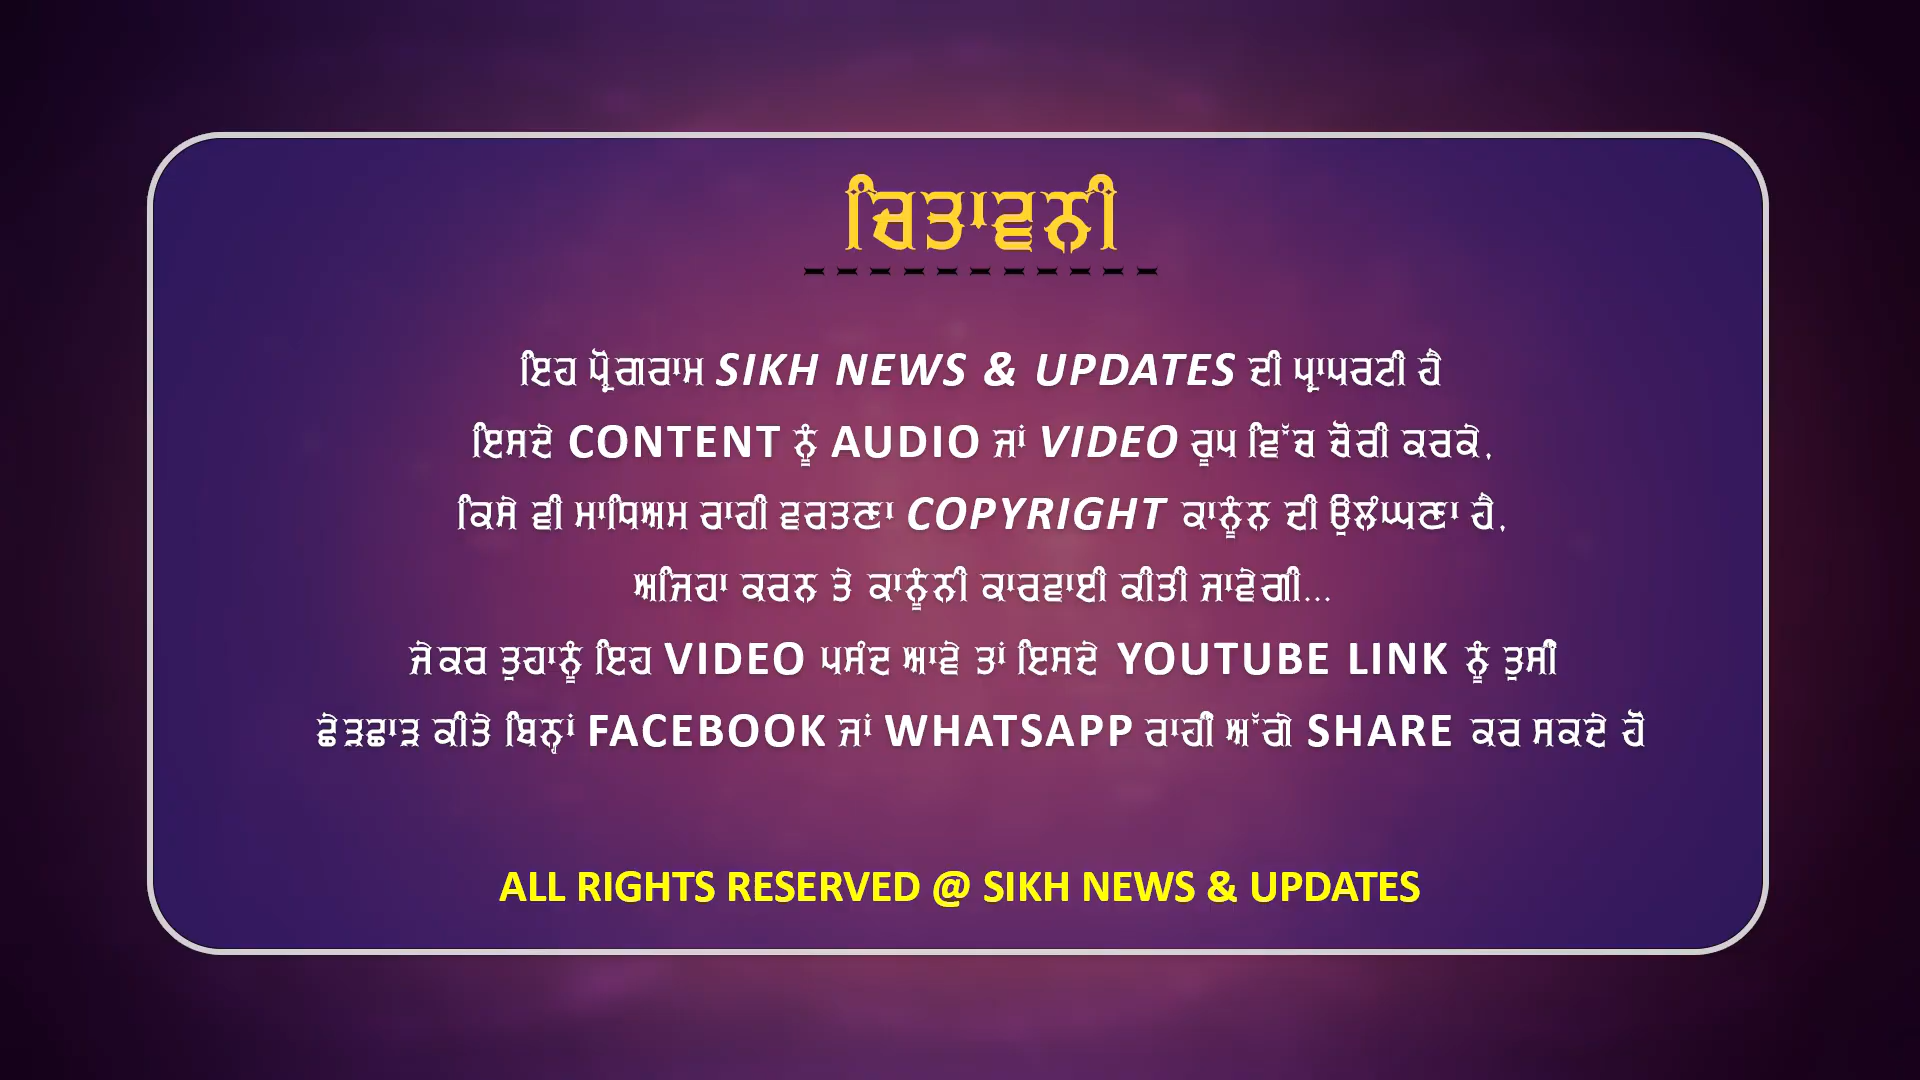 ਚਿਤਾਵਨੀ
----------
ਇਹ ਪ੍ਰੋਗਰਾਮ SIKH NEWS & UPDATES ਦੀ ਪ੍ਰਾਪਰਟੀ ਹੈ
ਇਸਦੇ CONTENT ਨੂੰ AUDIO ਜਾਂ VIDEO ਰੂਪ ਵਿੱਚ ਚੋਰੀ ਕਰਕੇ,
ਕਿਸੇ ਵੀ ਮਾਧਿਅਮ ਰਾਹੀ ਵਰਤਣਾ COPYRIGHT ਕਾਨੂੰਨ ਦੀ ਉਲੰਘਣਾ ਹੈ,
ਅਜਿਹਾ ਕਰਨ ਤੇ ਕਾਨੂੰਨੀ ਕਾਰਵਾਈ ਕੀਤੀ ਜਾਵੇਗੀ...
ਜੇਕਰ ਤੁਹਾਨੂੰ ਇਹ VIDEO ਪਸੰਦ ਆਵੇ ਤਾਂ ਇਸਦੇ YOUTUBE LINK ਨੂੰ ਤੁਸੀਂ
ਛੇੜਛਾੜ ਕੀਤੇ ਬਿਨ੍ਹਾਂ FACEBOOK ਜਾਂ WHATSAPP ਰਾਹੀਂ ਅੱਗੇ SHARE ਕਰ ਸਕਦੇ ਹੋਂ
ALL RIGHTS RESERVED @ SIKH NEWS & UPDATES